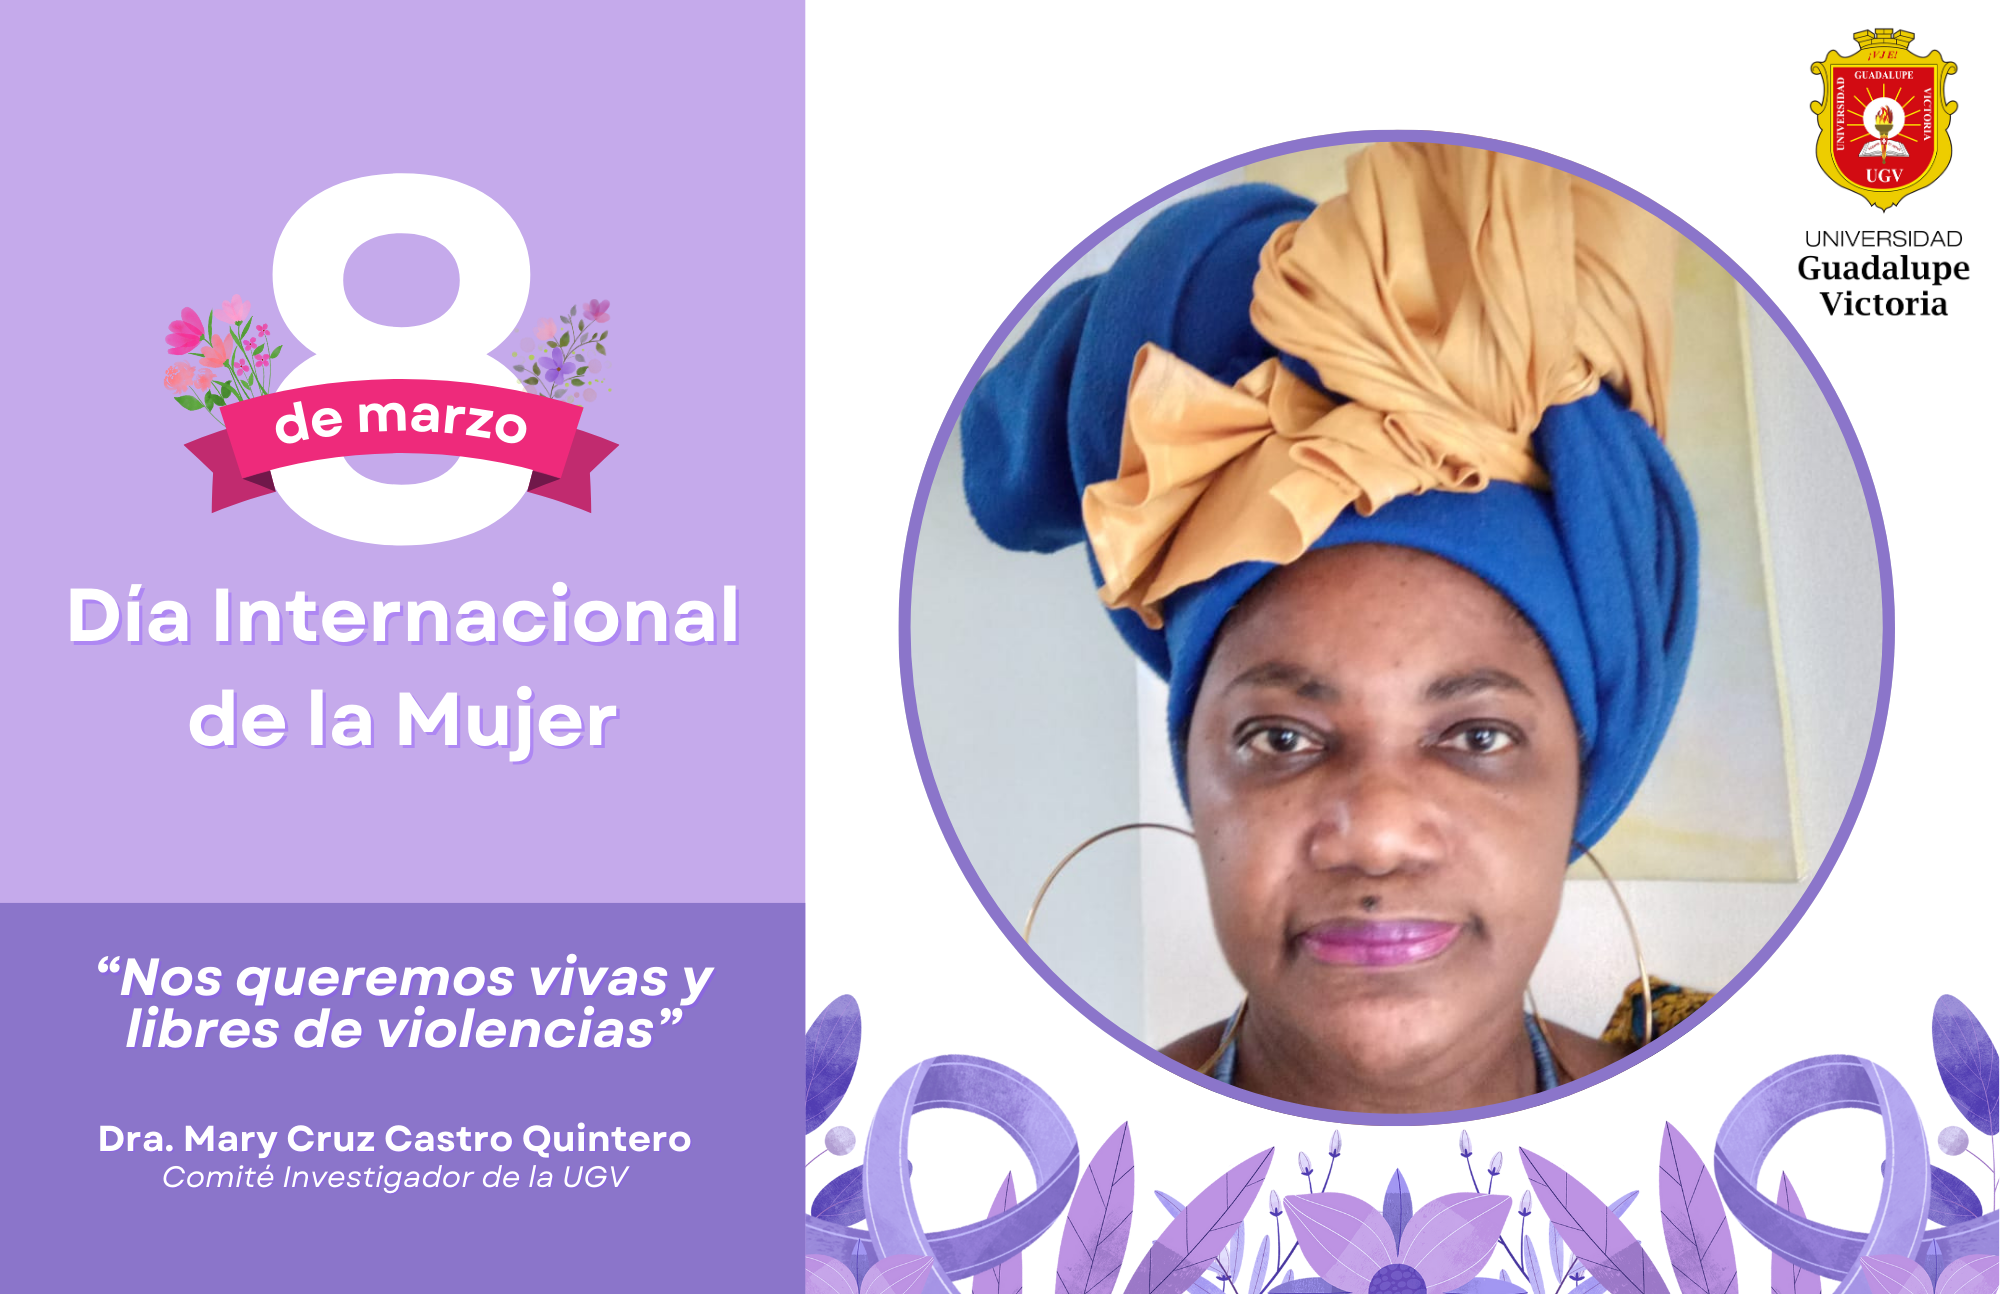 8
de marzo
Día Internacional
de la Mujer
“Nos queremos vivas y
libres de violencias”
Dra. Mary Cruz Castro Quintero
Comité Investigador de la UGV
¡VJE!
UNIVERSIDAD
GUADALUPE
VICTORIA
UGV
UNIVERSIDAD
Guadalupe
Victoria